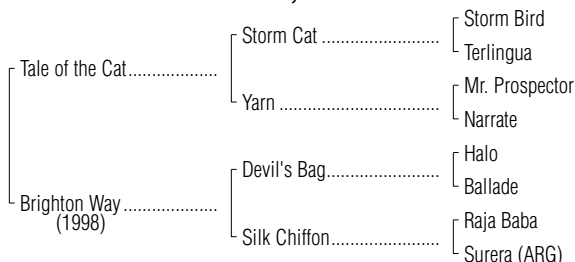 Storm Bird
Storm Cat ........................
Terlingua
Tale of the Cat...................
Mr. Prospector
Yarn ..................................
Narrate
Halo
Devil's Bag........................
Ballade
Brighton Way ....................
(1998)
Raja Baba
Silk Chiffon.......................
Surera (ARG)